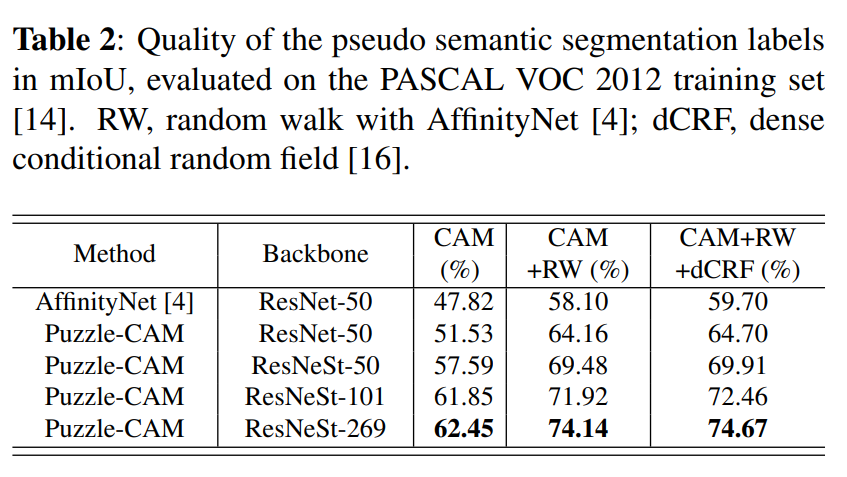 Table 2: Quality of the pseudo semantic segmentation labels
in mIoU, evaluated on the PASCAL VOC 2012 training set
[14]. RW, random walk with AffinityNet [4]; dCRF, dense
conditional random field [16].
Method Backbone CAM (%) CAM +RW (%) CAM+RW +dCRF (%)
AffinityNet [4] ResNet-50 47.82 58.10 59.70
Puzzle-CAM ResNet-50 51.53 64.16 64.70
Puzzle-CAM ResNeSt-50 57.59 69.48 69.91
Puzzle-CAM ResNeSt-101 61.85 71.92 72.46
Puzzle-CAM ResNeSt-269 62.45 74.14 74.67